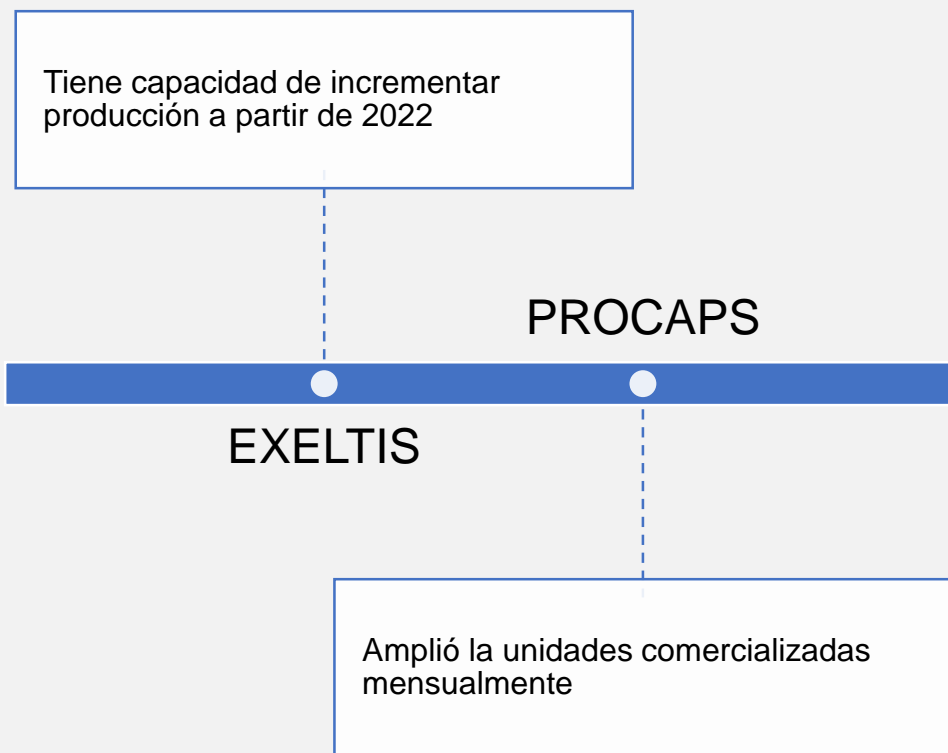 Tiene capacidad de incrementar
producción a partir de 2022
PROCAPS
EXELTIS
Amplió la unidades comercializadas
mensualmente